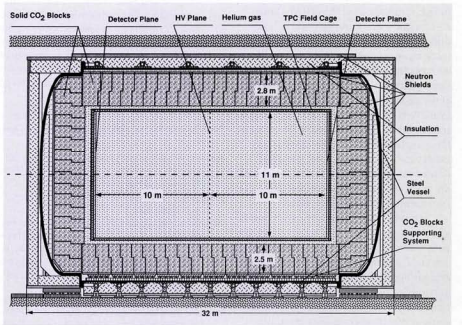 Solid CO₂ Blocks
Detector Plane
HV Plane
Helium gas
TPC Field Cage
Detector Plane
2.8 m
Neutron
Shields
Insulation
11 m
10 m
10 m
Steel
Vessel
CO₂ Blocks
Supporting
System
2.5 m
32 m